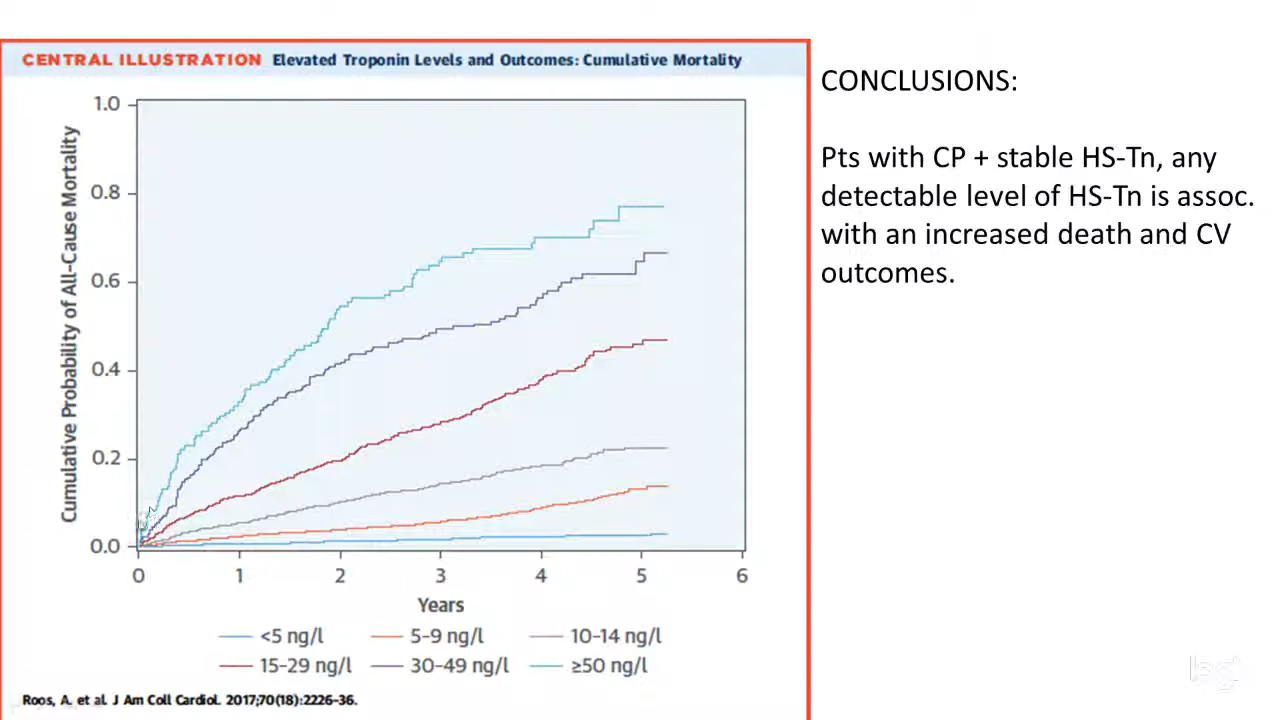 CENTRAL ILLUSTRATION Elevated Troponin Levels and Outcomes: Cumulative Mortality
Cumulative Probability of All-Cause Mortality
1.0
0.8
0.6
0.4
0.2
0.0
0 1 2 3 4 5 6
Years
<5 ng/l 5-9 ng/l 10-14 ng/l
15-29 ng/l 30-49 ng/l ≥50 ng/l
Roos, A. et al. J Am Coll Cardiol. 2017;70(18):2226-36.
CONCLUSIONS:
Pts with CP + stable HS-Tn, any
detectable level of HS-Tn is assoc.
with an increased death and CV
outcomes.